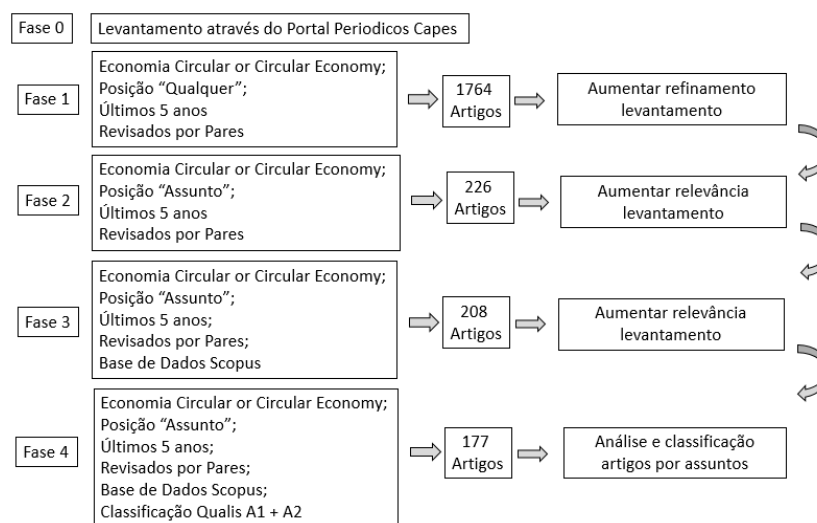 Fase 0
Levantamento através do Portal Periodicos Capes
Fase 1
Economia Circular or Circular Economy;
Posição “Qualquer”;
Últimos 5 anos
Revisados por Pares
1764
Artigos
Aumentar refinamento
levantamento
Fase 2
Economia Circular or Circular Economy;
Posição “Assunto”;
Últimos 5 anos
Revisados por Pares
226
Artigos
Aumentar relevância
levantamento
Fase 3
Economia Circular or Circular Economy;
Posição “Assunto”;
Últimos 5 anos;
Revisados por Pares;
Base de Dados Scopus
208
Artigos
Aumentar relevância
levantamento
Fase 4
Economia Circular or Circular Economy;
Posição “Assunto”;
Últimos 5 anos;
Revisados por Pares;
Base de Dados Scopus;
Classificação Qualis A1 + A2
177
Artigos
Análise e classificação
artigos por assuntos